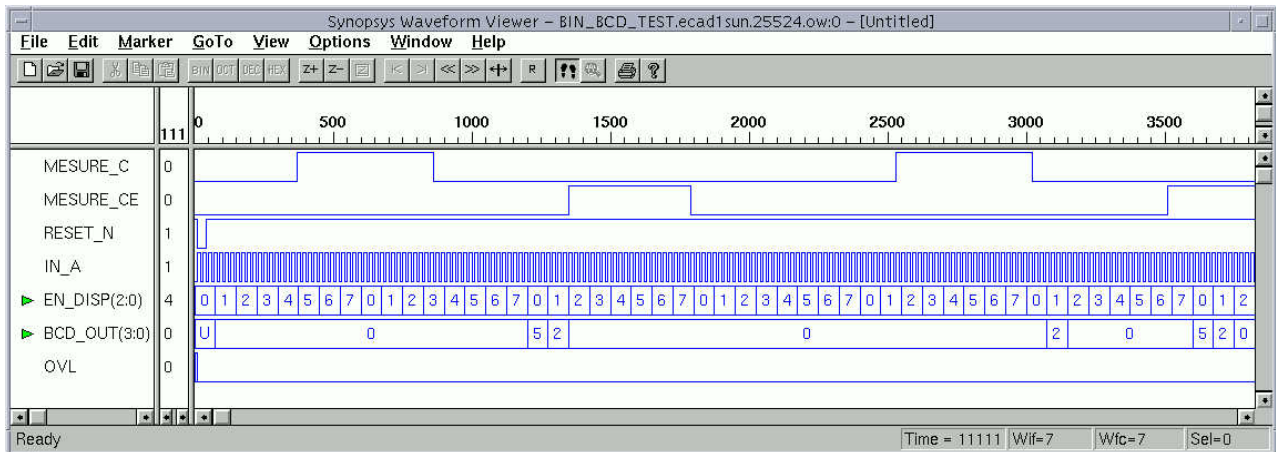 Synopsys Waveform Viewer – BIN_BCD_TEST.ecad1sun.25524.ow:0 – [Untitled]
File Edit Marker GoTo View Options Window Help
BIN OCT DEC HEX Z+ Z- R ?
111 0 500 1000 1500 2000 2500 3000 3500
MESURE_C 0
MESURE_CE 0
RESET_N 1
IN_A 1
EN_DISP(2:0) 4 0 1 2 3 4 5 6 7 0 1 2 3 4 5 6 7 0 1 2 3 4 5 6 7 0 1 2 3 4 5 6 7 0 1 2 3 4 5 6 7 0 1 2 3 4 5 6 7 0 1 2
BCD_OUT(3:0) 0 U 0 5 2 0 2 0 5 2 0
OVL 0
Ready Time = 11111 Wif=7 Wfc=7 Sel=0